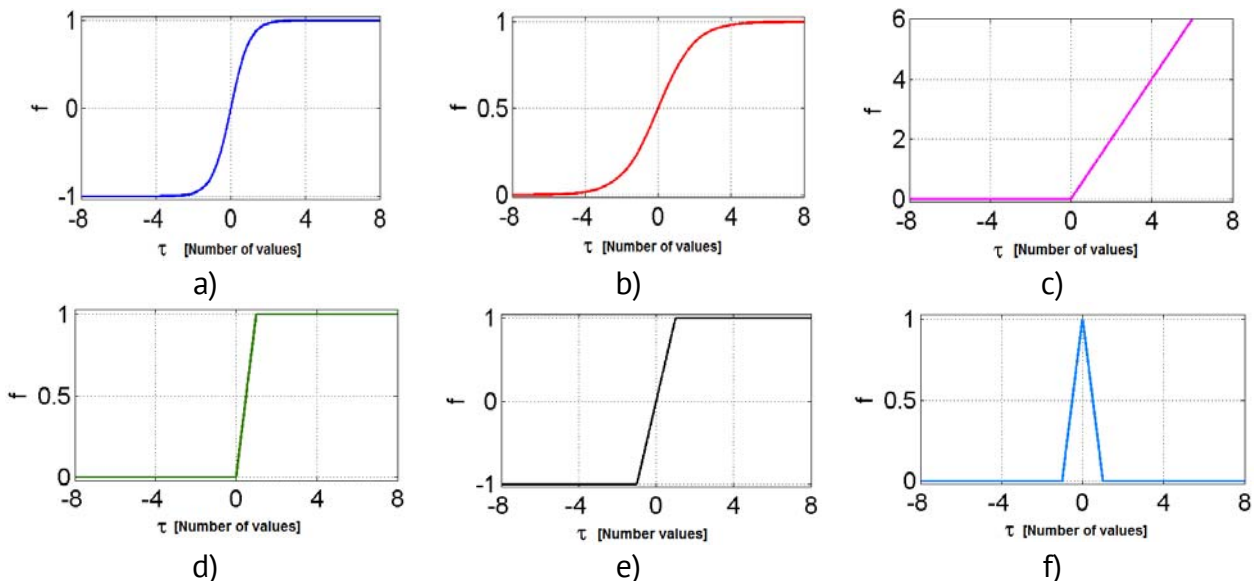 1
0
-1
f
-8 -4 0 4 8
τ [Number of values]
a)
1
0.5
0
f
-8 -4 0 4 8
τ [Number of values]
b)
6
4
2
0
f
-8 -4 0 4 8
τ [Number of values]
c)
1
0.5
0
f
-8 -4 0 4 8
τ [Number of values]
d)
1
0
-1
f
-8 -4 0 4 8
τ [Number of values]
e)
1
0.5
0
f
-8 -4 0 4 8
τ [Number of values]
f)